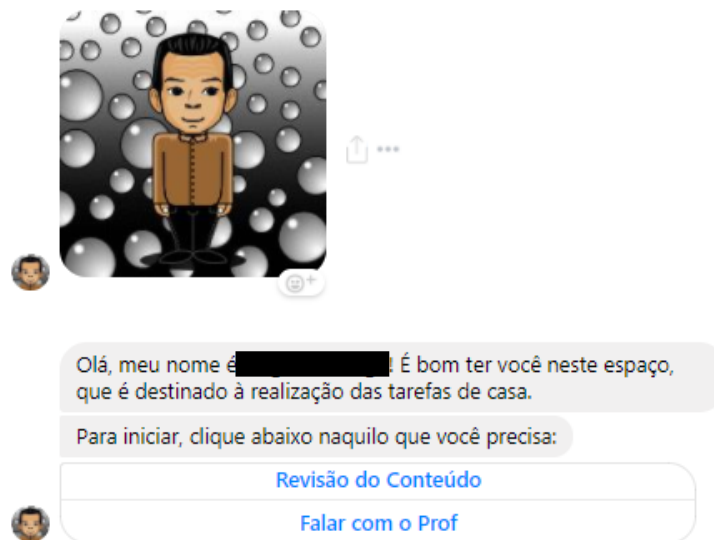 Olá, meu nome é ! É bom ter você neste espaço,
que é destinado à realização das tarefas de casa.
Para iniciar, clique abaixo naquilo que você precisa:
Revisão do Conteúdo
Falar com o Prof